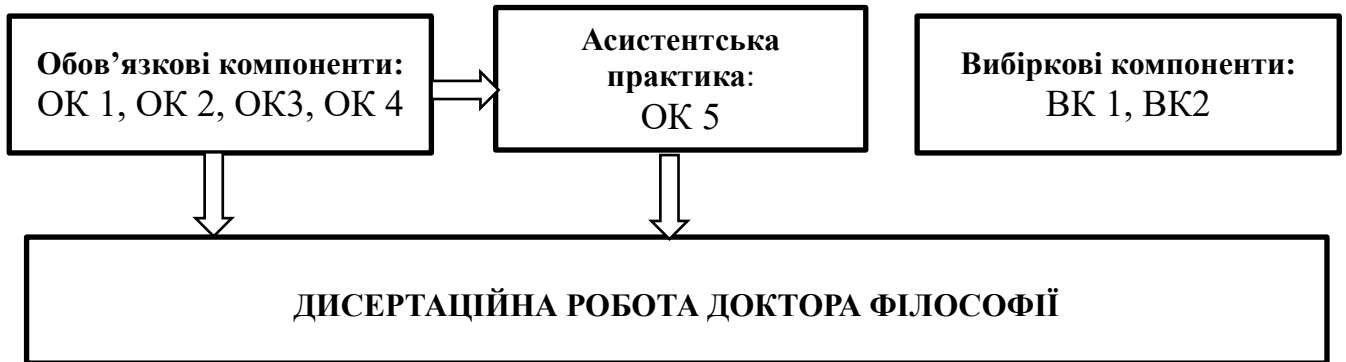 Обов’язкові компоненти:
ОК 1, ОК 2, ОК3, ОК 4
Асистентська
практика:
ОК 5
Вибіркові компоненти:
ВК 1, ВК2
ДИСЕРТАЦІЙНА РОБОТА ДОКТОРА ФІЛОСОФІЇ